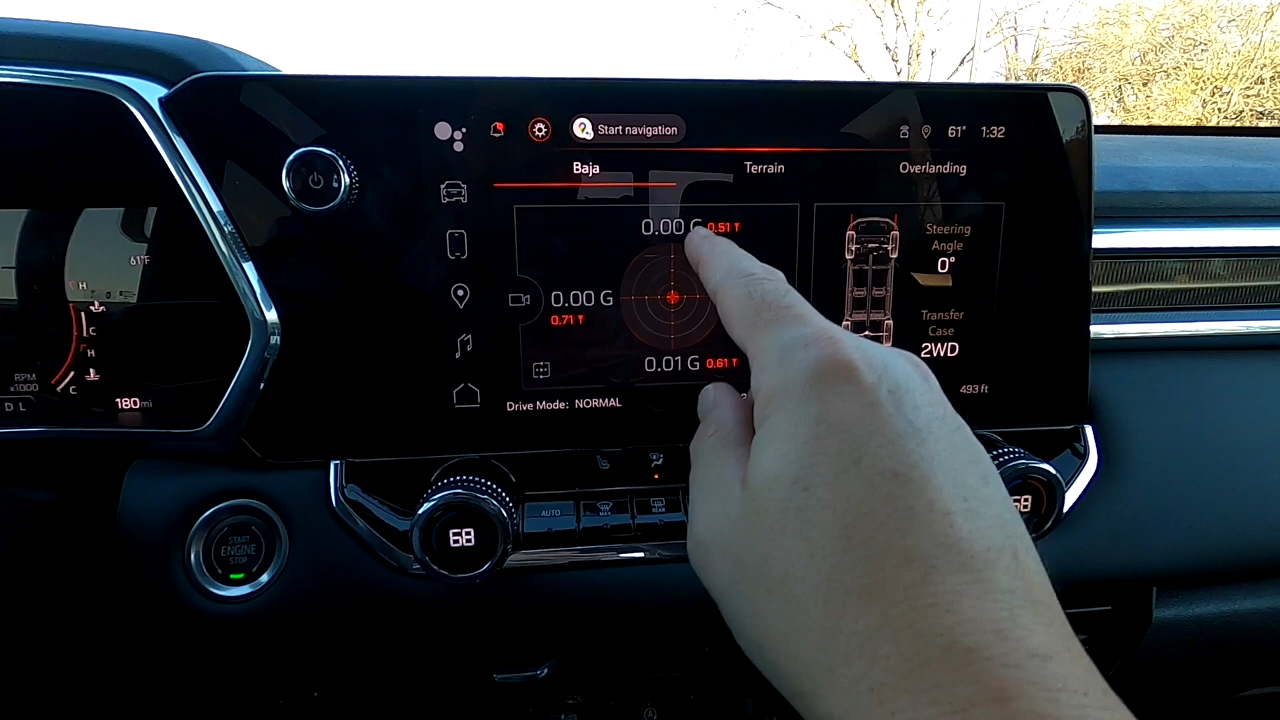 Start navigation
61° 1:32
Baja Terrain Overlanding
0.00 G 0.51
0.00 G
0.71
0.01 G 0.61
Steering
Angle
0°
Transfer
Case
2WD
493 ft
Drive Mode: NORMAL
61°F
H
C
H
C
RPM
x1000
D L
180mi
START
ENGINE
STOP
68
AUTO
MAX
REAR
68